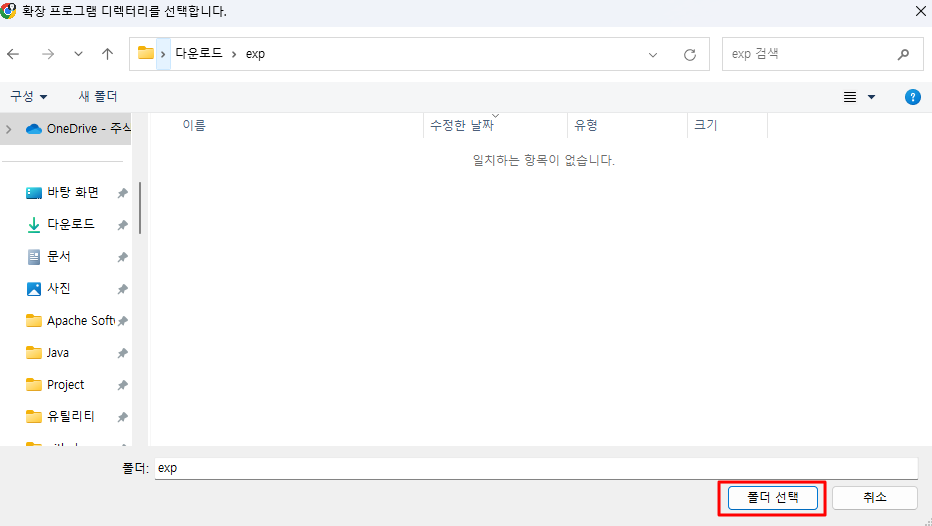 확장 프로그램 디렉터리를 선택합니다.
다운로드 > exp
exp 검색
구성
새 폴더
OneDrive - 주식
이름
수정한 날짜
유형
크기
일치하는 항목이 없습니다.
바탕 화면
다운로드
문서
사진
Apache Soft
Java
Project
유틸리티
폴더: exp
폴더 선택
취소